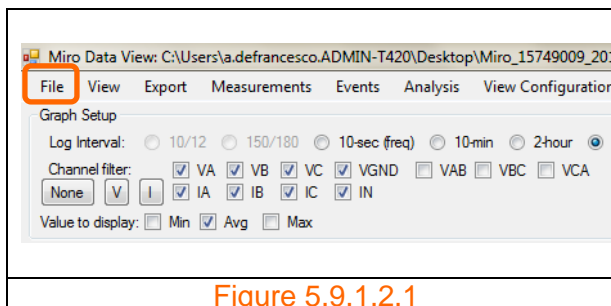 Miro Data View: C:\Users\a.defrancesco.ADMIN-T420\Desktop\Miro_15749009_201
File View Export Measurements Events Analysis View Configuration
Graph Setup
Log Interval: 10/12 150/180 10-sec (freq) 10-min 2-hour
Channel filter: VA VB VC VGND VAB VBC VCA
None V I IA IB IC IN
Value to display: Min Avg Max
Figure 5.9.1.2.1